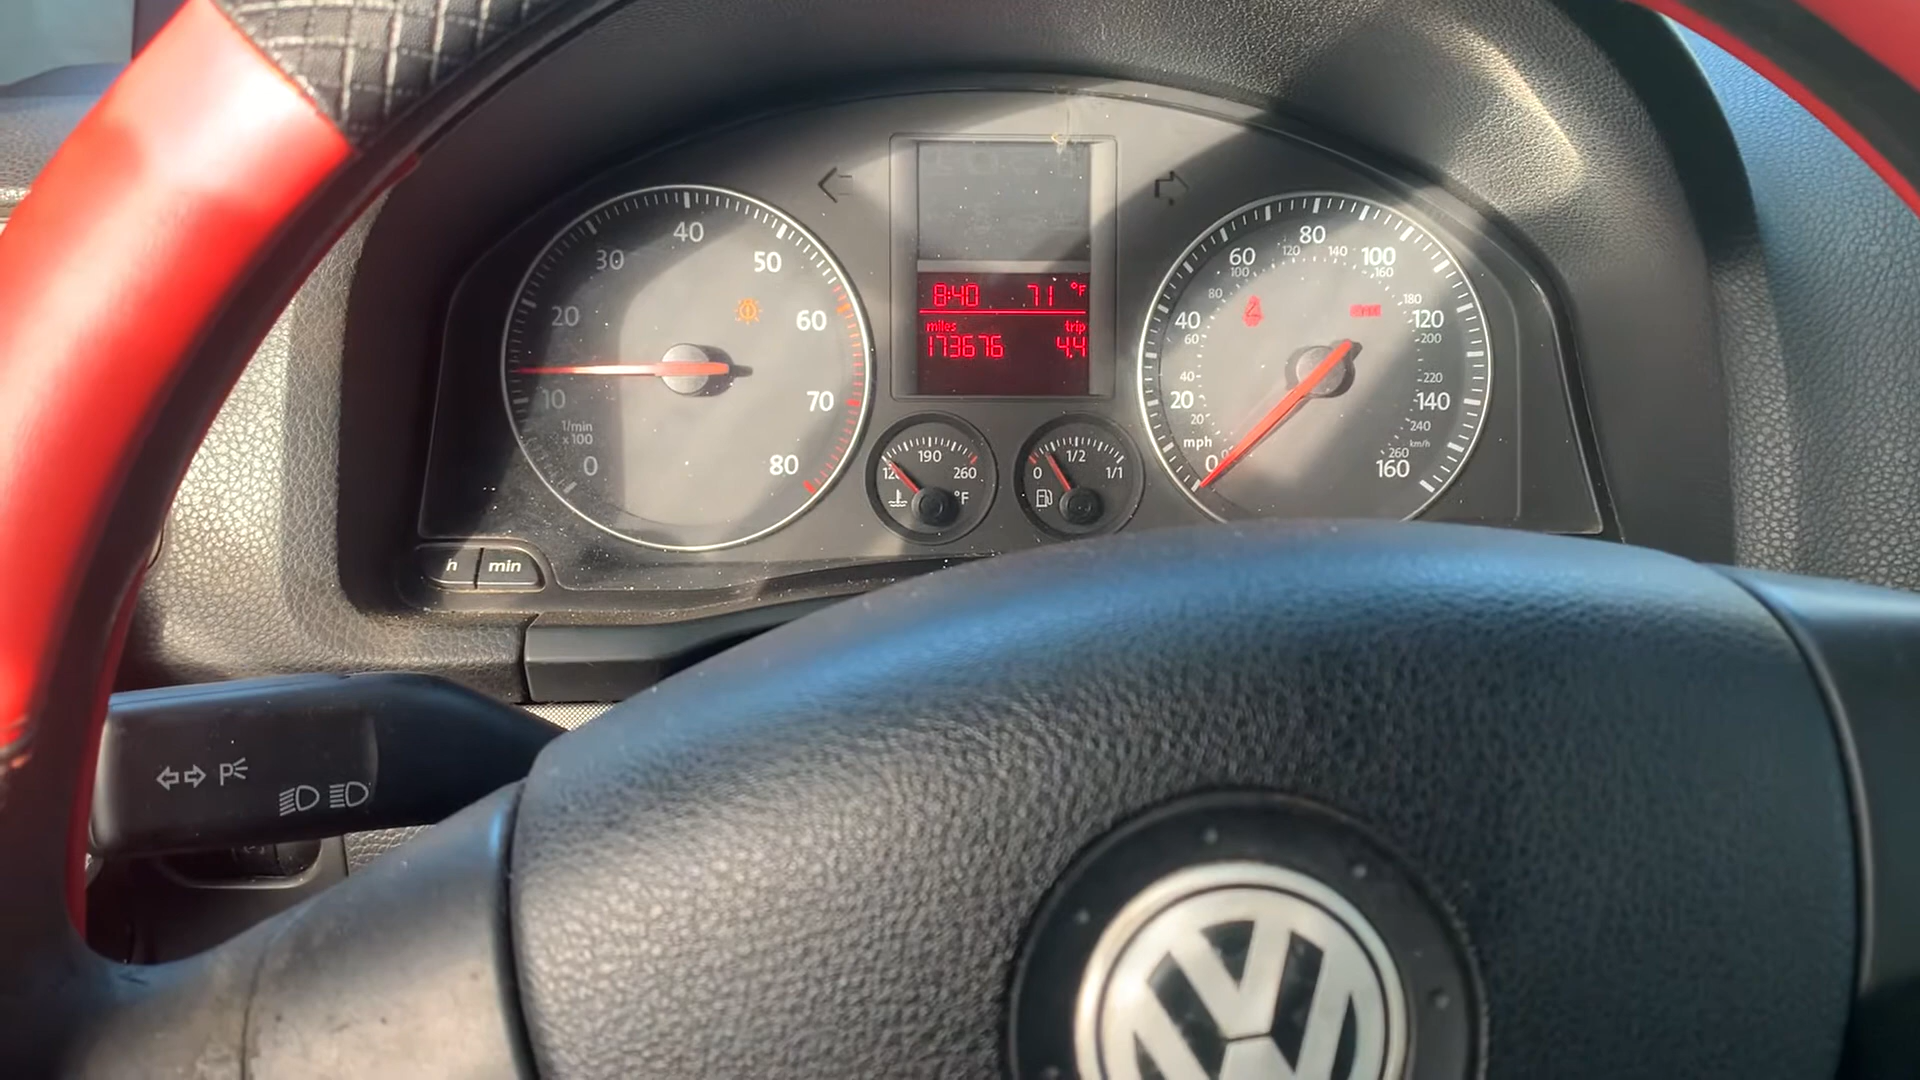 0 10 20 30 40 50 60 70 80
1/min
x100
8:40 71 °F
miles trip
173676 4.4
190 260
°F
0 1/2 1/1
0 20 40 60 80 100 120 140 160
mph
20 40 60 80 100 120 140 160 180 200 220 240 260
km/h
h min
P